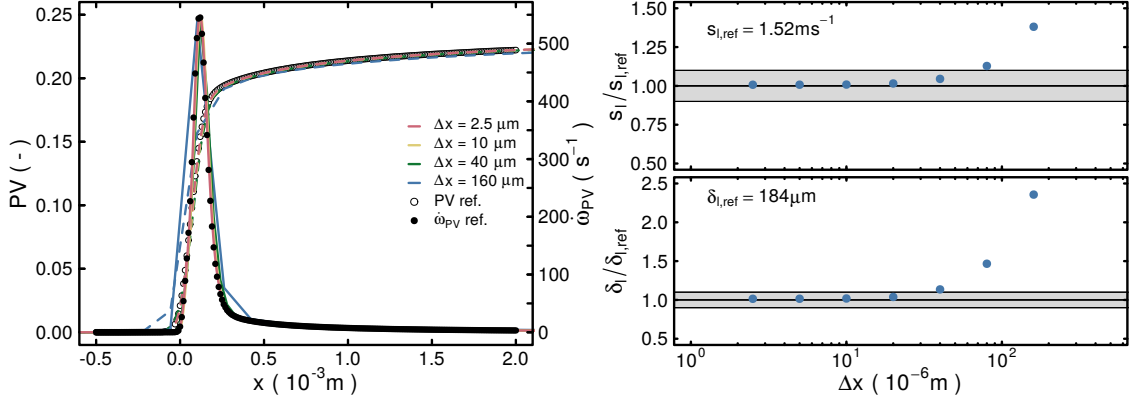 0.25
0.20
0.15
0.10
0.05
0.00
PV ( - )
-0.5
0.0
0.5
1.0
1.5
2.0
x ( 10⁻³m )
500
400
300
200
100
0
ω̇PV ( s⁻¹ )
Δx = 2.5 μm
Δx = 10 μm
Δx = 40 μm
Δx = 160 μm
PV ref.
ω̇PV ref.
1.50
1.25
1.00
0.75
0.50
sl/sl,ref
sl,ref = 1.52ms⁻¹
2.5
2.0
1.5
1.0
0.5
δl/δl,ref
δl,ref = 184μm
10⁰
10¹
10²
Δx ( 10⁻⁶m )